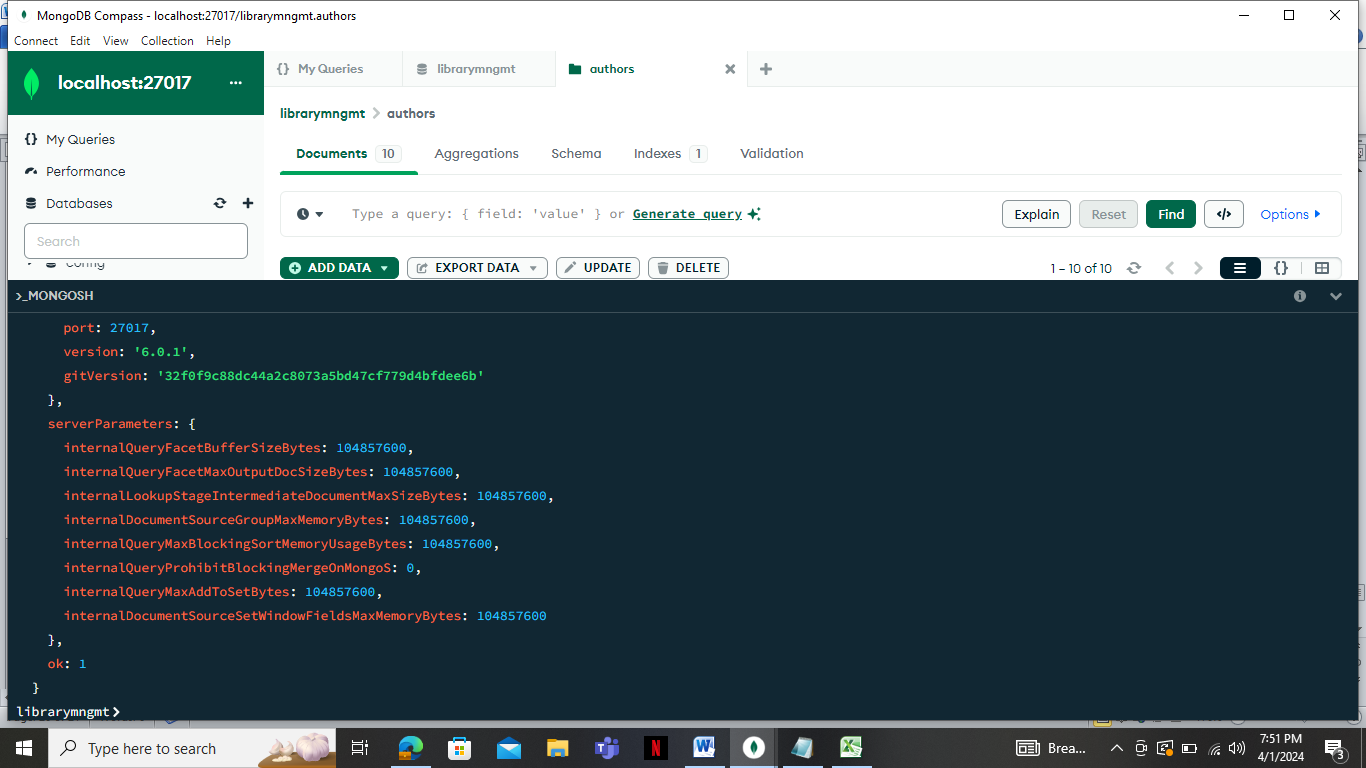 MongoDB Compass - localhost:27017/librarymngmt.authors
Connect Edit View Collection Help
localhost:27017 ...
{} My Queries
librarymngmt
authors
My Queries
Performance
Databases
Search
config
librarymngmt > authors
Documents 10 Aggregations Schema Indexes 1 Validation
Type a query: { field: 'value' } or Generate query
Explain Reset Find </> Options
ADD DATA EXPORT DATA UPDATE DELETE 1 – 10 of 10 {}
>_MONGOSH
port: 27017,
version: '6.0.1',
gitVersion: '32f0f9c88dc44a2c8073a5bd47cf779d4bfdee6b'
},
serverParameters: {
internalQueryFacetBufferSizeBytes: 104857600,
internalQueryFacetMaxOutputDocSizeBytes: 104857600,
internalLookupStageIntermediateDocumentMaxSizeBytes: 104857600,
internalDocumentSourceGroupMaxMemoryBytes: 104857600,
internalQueryMaxBlockingSortMemoryUsageBytes: 104857600,
internalQueryProhibitBlockingMergeOnMongoS: 0,
internalQueryMaxAddToSetBytes: 104857600,
internalDocumentSourceSetWindowFieldsMaxMemoryBytes: 104857600
},
ok: 1
}
librarymngmt>
Type here to search
Brea...
7:51 PM
4/1/2024
3